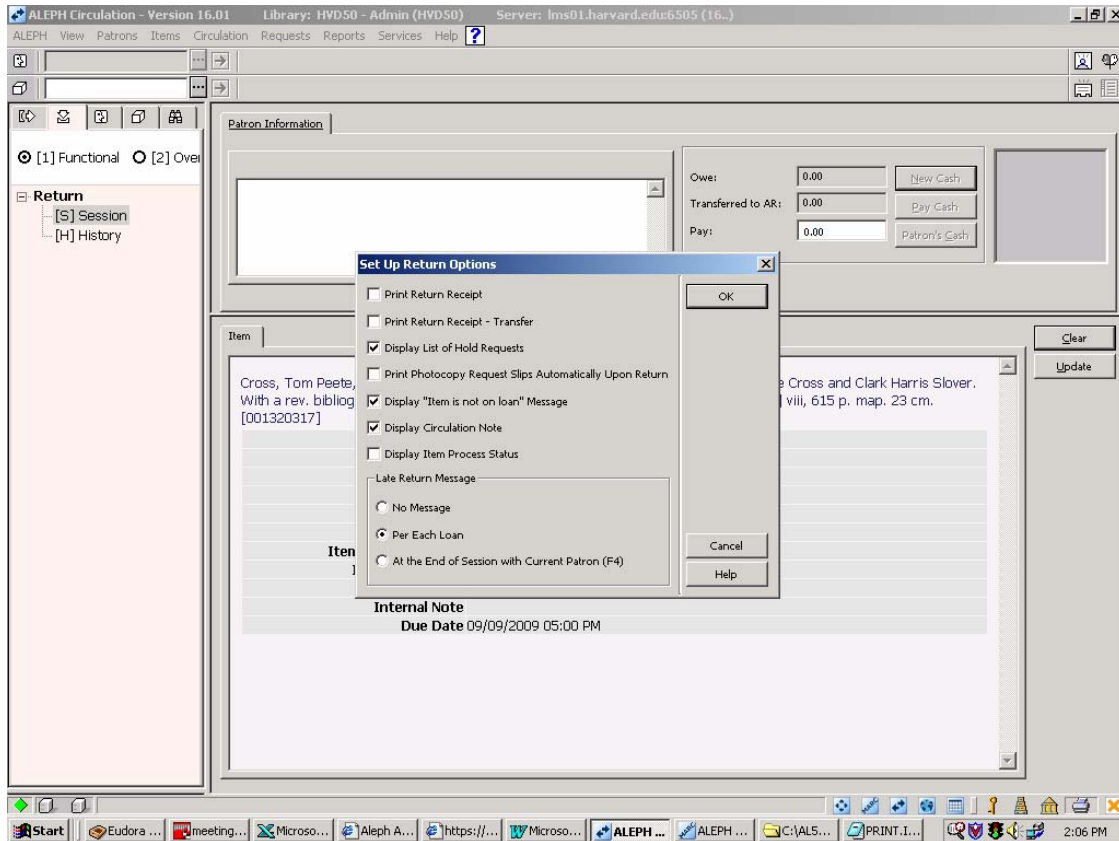 ALEPH Circulation - Version 16.01 Library: HVD50 - Admin (HVD50) Server: lms01.harvard.edu:6505 (16..)
ALEPH View Patrons Items Circulation Requests Reports Services Help ?
[1] Functional [2] Over
Return
[S] Session
[H] History
Patron Information
Owe: 0.00 New Cash
Transferred to AR: 0.00 Pay Cash
Pay: 0.00 Patron's Cash
Set Up Return Options
Print Return Receipt
Print Return Receipt - Transfer
Display List of Hold Requests
Print Photocopy Request Slips Automatically Upon Return
Display "Item is not on loan" Message
Display Circulation Note
Display Item Process Status
Late Return Message
No Message
Per Each Loan
At the End of Session with Current Patron (F4)
OK
Cancel
Help
Item
Clear
Update
Cross, Tom Peete, e Cross and Clark Harris Slover.
With a rev. bibliog ] viii, 615 p. map. 23 cm.
[001320317]
Iten
Internal Note
Due Date 09/09/2009 05:00 PM
Start Eudora ... meeting... Microso... Aleph A... https://... Microso... ALEPH ... ALEPH ... C:\AL5... PRINT.I... 2:06 PM